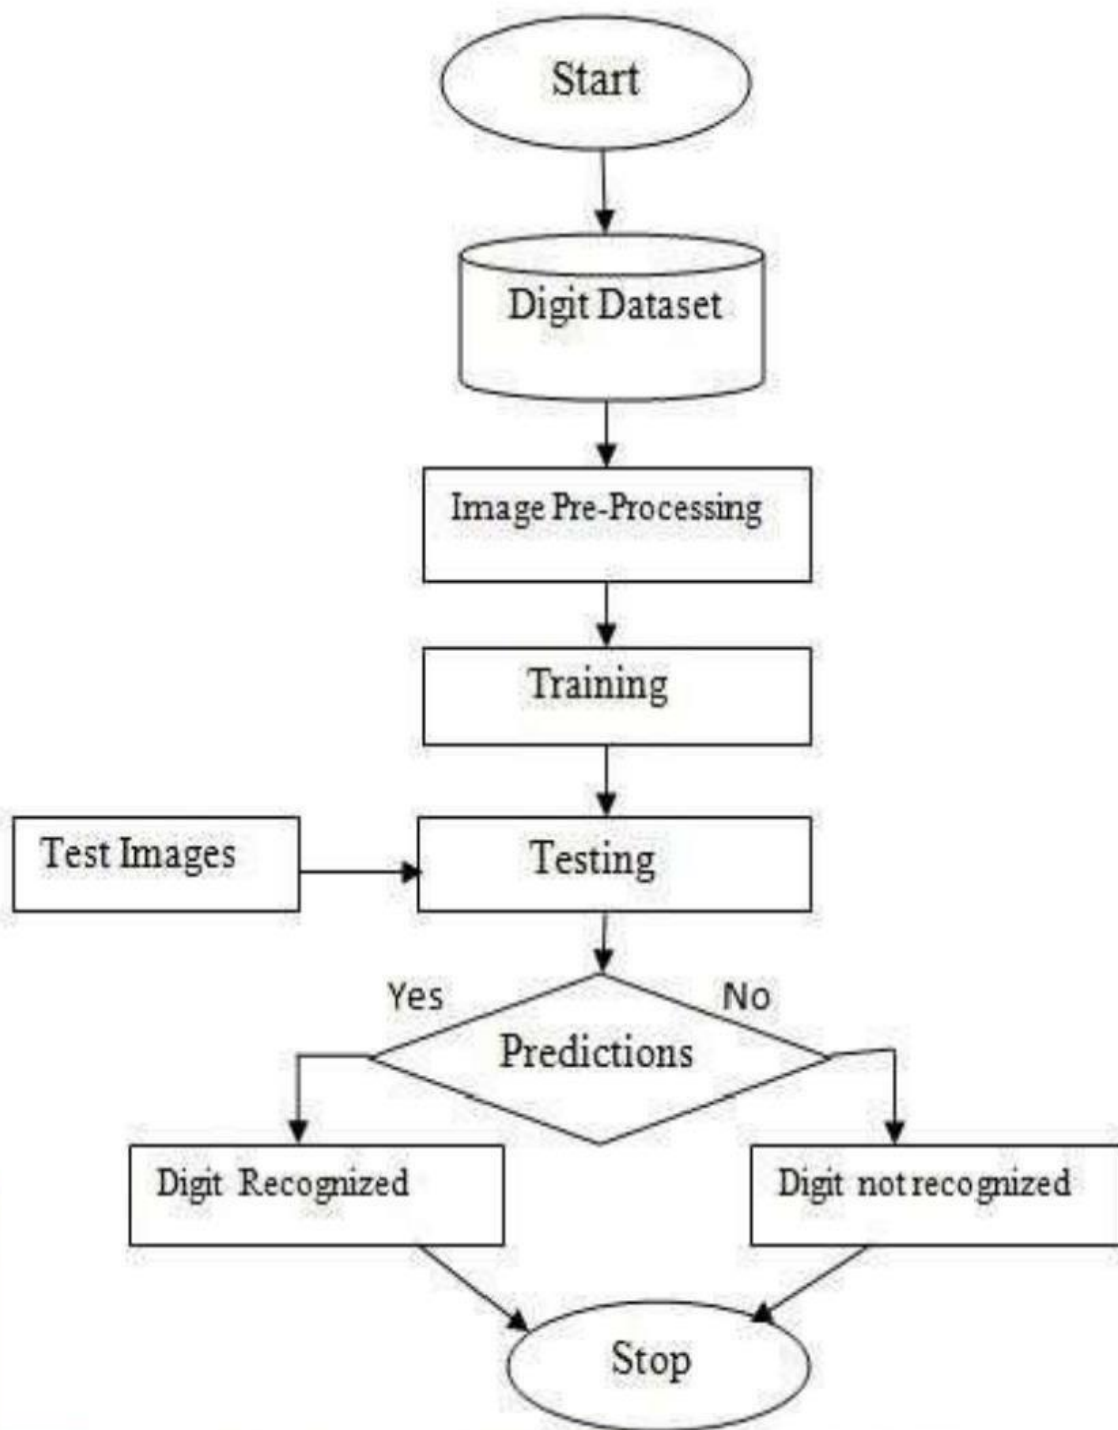 Start
Digit Dataset
Image Pre-Processing
Training
Test Images
Testing
Yes
No
Predictions
Digit Recognized
Digit not recognized
Stop